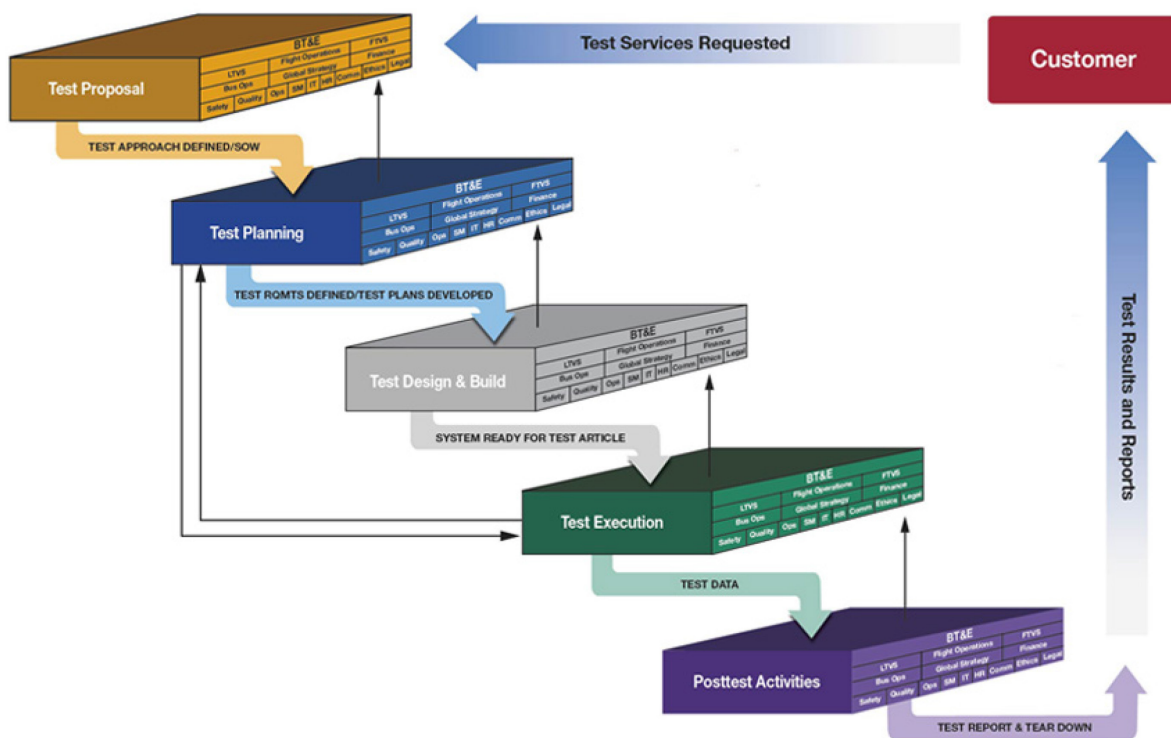 Test Services Requested
Customer
BT&E
LTVS
Flight Operations
FTVS
Bus Ops
Global Strategy
Finance
Safety Quality Ops SM IT HR Comm Ethics Legal
Test Proposal
TEST APPROACH DEFINED/SOW
BT&E
LTVS
Flight Operations
FTVS
Bus Ops
Global Strategy
Finance
Safety Quality Ops SM IT HR Comm Ethics Legal
Test Planning
TEST RQMTS DEFINED/TEST PLANS DEVELOPED
BT&E
LTVS
Flight Operations
FTVS
Bus Ops
Global Strategy
Finance
Safety Quality Ops SM IT HR Comm Ethics Legal
Test Design & Build
SYSTEM READY FOR TEST ARTICLE
BT&E
LTVS
Flight Operations
FTVS
Bus Ops
Global Strategy
Finance
Safety Quality Ops SM IT HR Comm Ethics Legal
Test Execution
TEST DATA
BT&E
LTVS
Flight Operations
FTVS
Bus Ops
Global Strategy
Finance
Safety Quality Ops SM IT HR Comm Ethics Legal
Posttest Activities
TEST REPORT & TEAR DOWN
Test Results and Reports